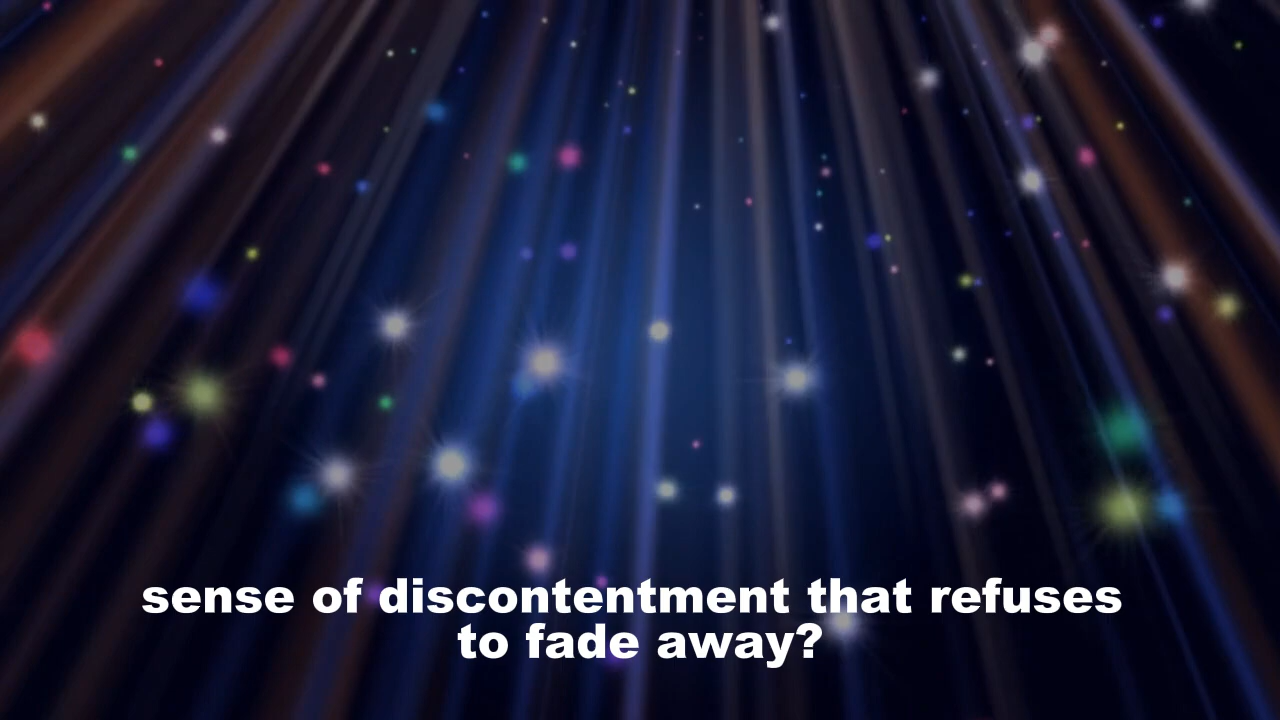 sense of discontentment that refuses
to fade away?